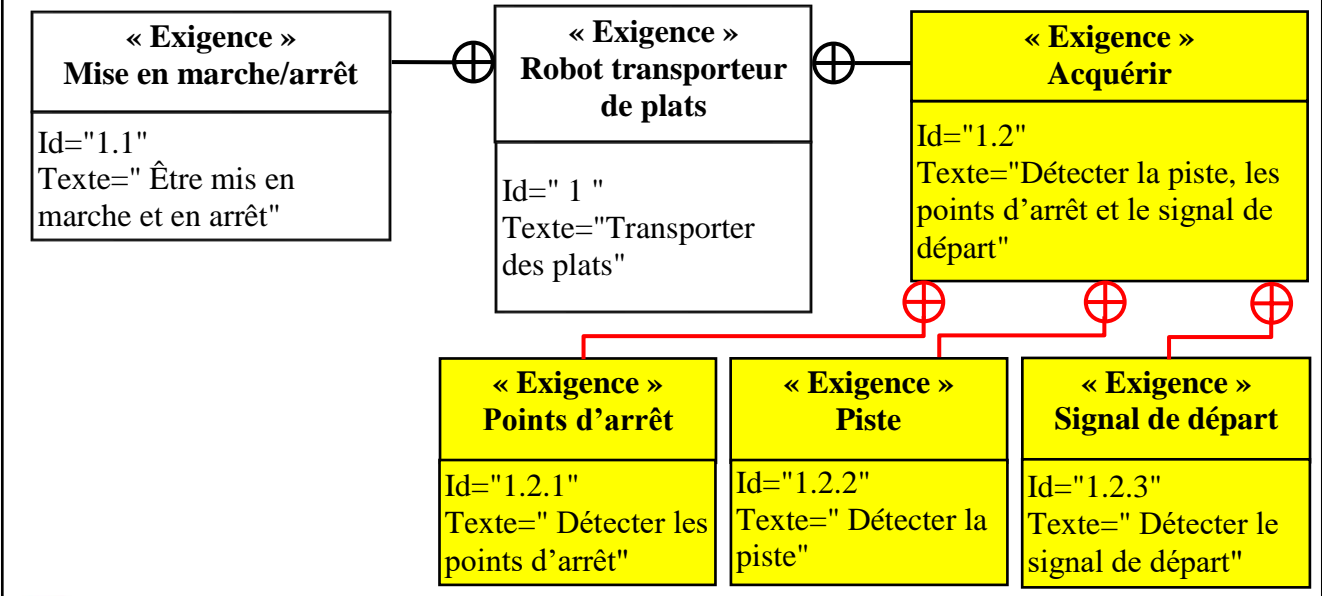 « Exigence »
Mise en marche/arrêt
Id="1.1"
Texte=" Être mis en
marche et en arrêt"
« Exigence »
Robot transporteur
de plats
Id=" 1 "
Texte="Transporter
des plats"
« Exigence »
Acquérir
Id="1.2"
Texte="Détecter la piste, les
points d’arrêt et le signal de
départ"
« Exigence »
Points d’arrêt
Id="1.2.1"
Texte=" Détecter les
points d’arrêt"
« Exigence »
Piste
Id="1.2.2"
Texte=" Détecter la
piste"
« Exigence »
Signal de départ
Id="1.2.3"
Texte=" Détecter le
signal de départ"